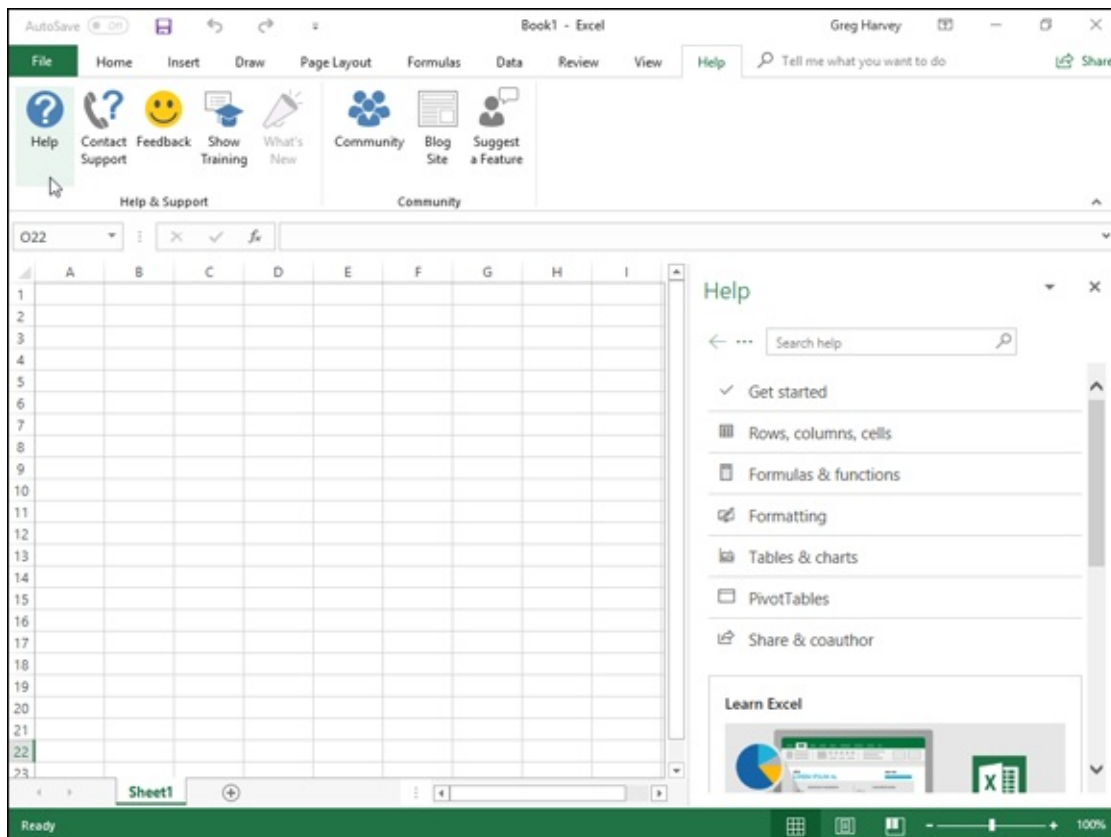 AutoSave Off Book1 - Excel Greg Harvey
File Home Insert Draw Page Layout Formulas Data Review View Help Tell me what you want to do Share
Help Contact Support Feedback Show Training What's New Community Blog Site Suggest a Feature
Help & Support Community
O22 fx
A B C D E F G H I
1
2
3
4
5
6
7
8
9
10
11
12
13
14
15
16
17
18
19
20
21
22
23
Help
Search help
Get started
Rows, columns, cells
Formulas & functions
Formatting
Tables & charts
PivotTables
Share & coauthor
Learn Excel
X
Sheet1
Ready 100%